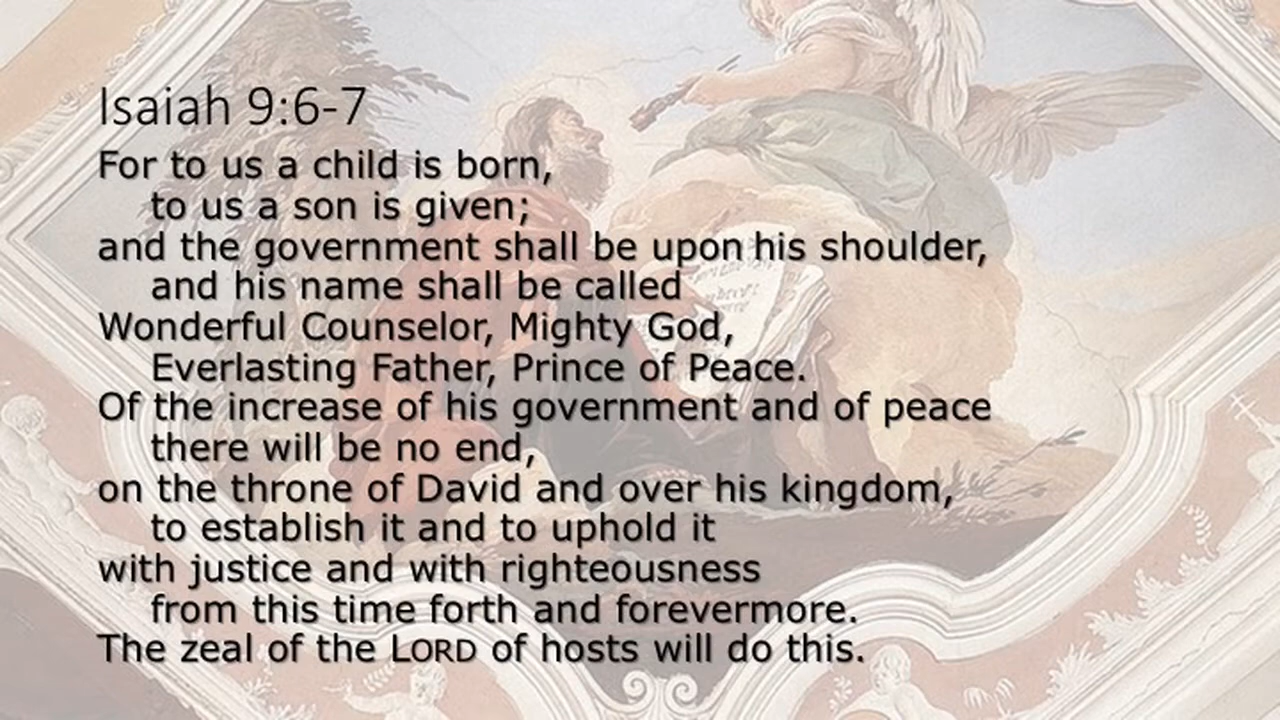 Isaiah 9:6-7
For to us a child is born,
to us a son is given;
and the government shall be upon his shoulder,
and his name shall be called
Wonderful Counselor, Mighty God,
Everlasting Father, Prince of Peace.
Of the increase of his government and of peace
there will be no end,
on the throne of David and over his kingdom,
to establish it and to uphold it
with justice and with righteousness
from this time forth and forevermore.
The zeal of the LORD of hosts will do this.